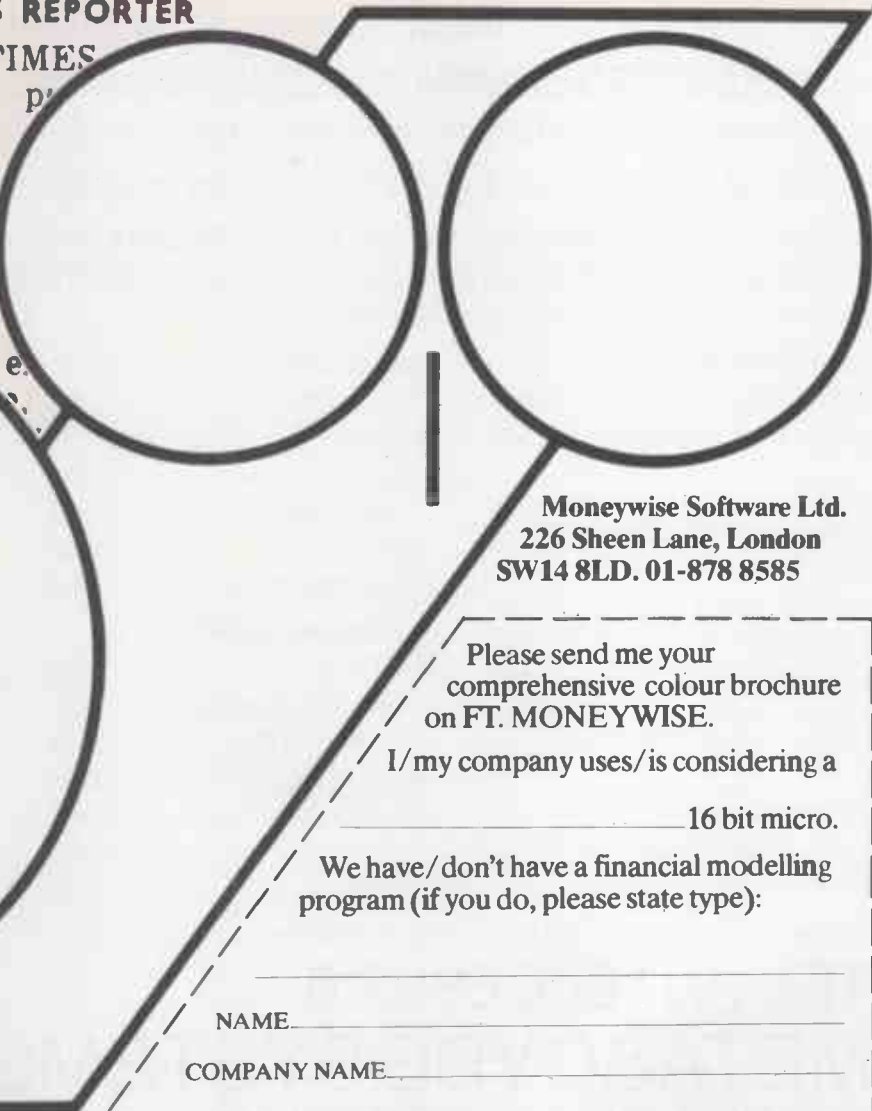 REPORTER
TIMES
Moneywise Software Ltd.
226 Sheen Lane, London
SW14 8LD. 01-878 8585
Please send me your
comprehensive colour brochure
on FT. MONEYWISE.
I/my company uses/is considering a
16 bit micro.
We have/don't have a financial modelling
program (if you do, please state type):
NAME
COMPANY NAME